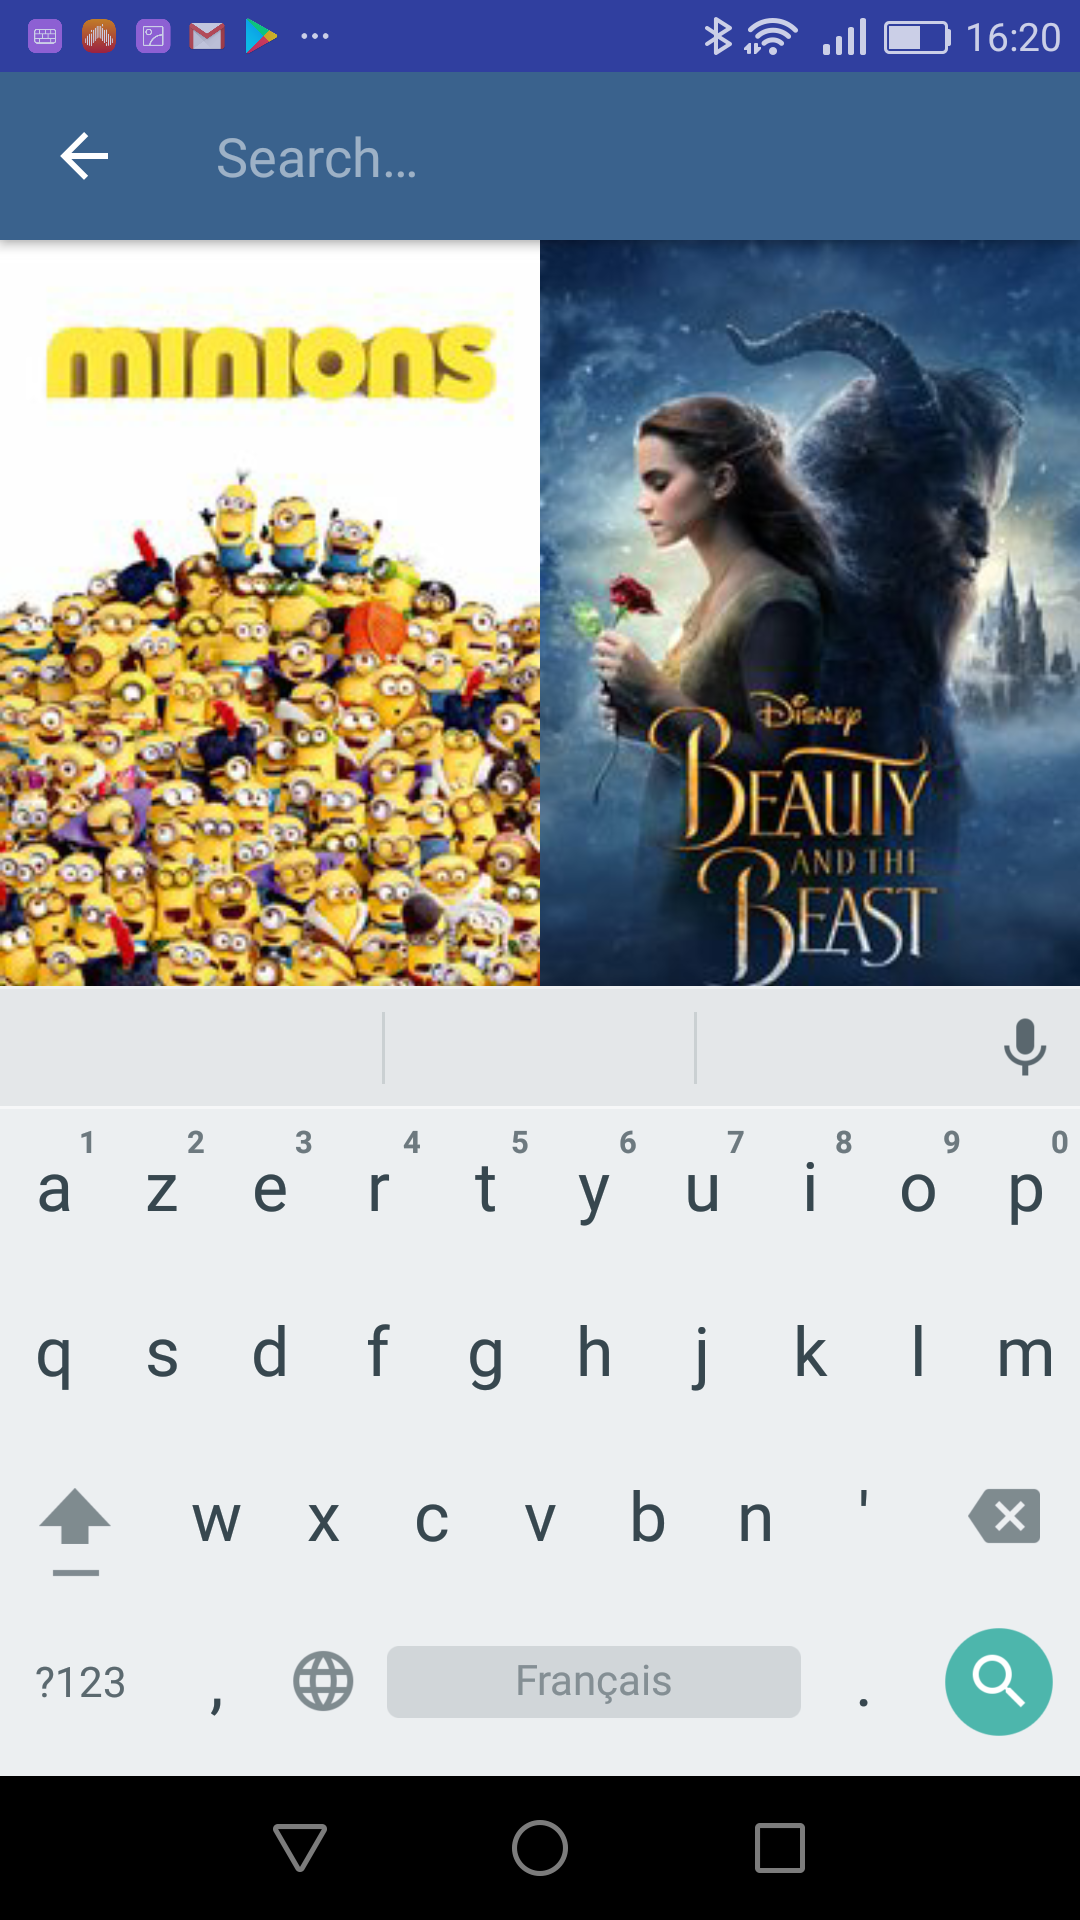 16:20
Search...
minions
Disney
BEAUTY
AND THE
BEAST
1 2 3 4 5 6 7 8 9 0
a z e r t y u i o p
q s d f g h j k l m
w x c v b n '
?123 , Français .